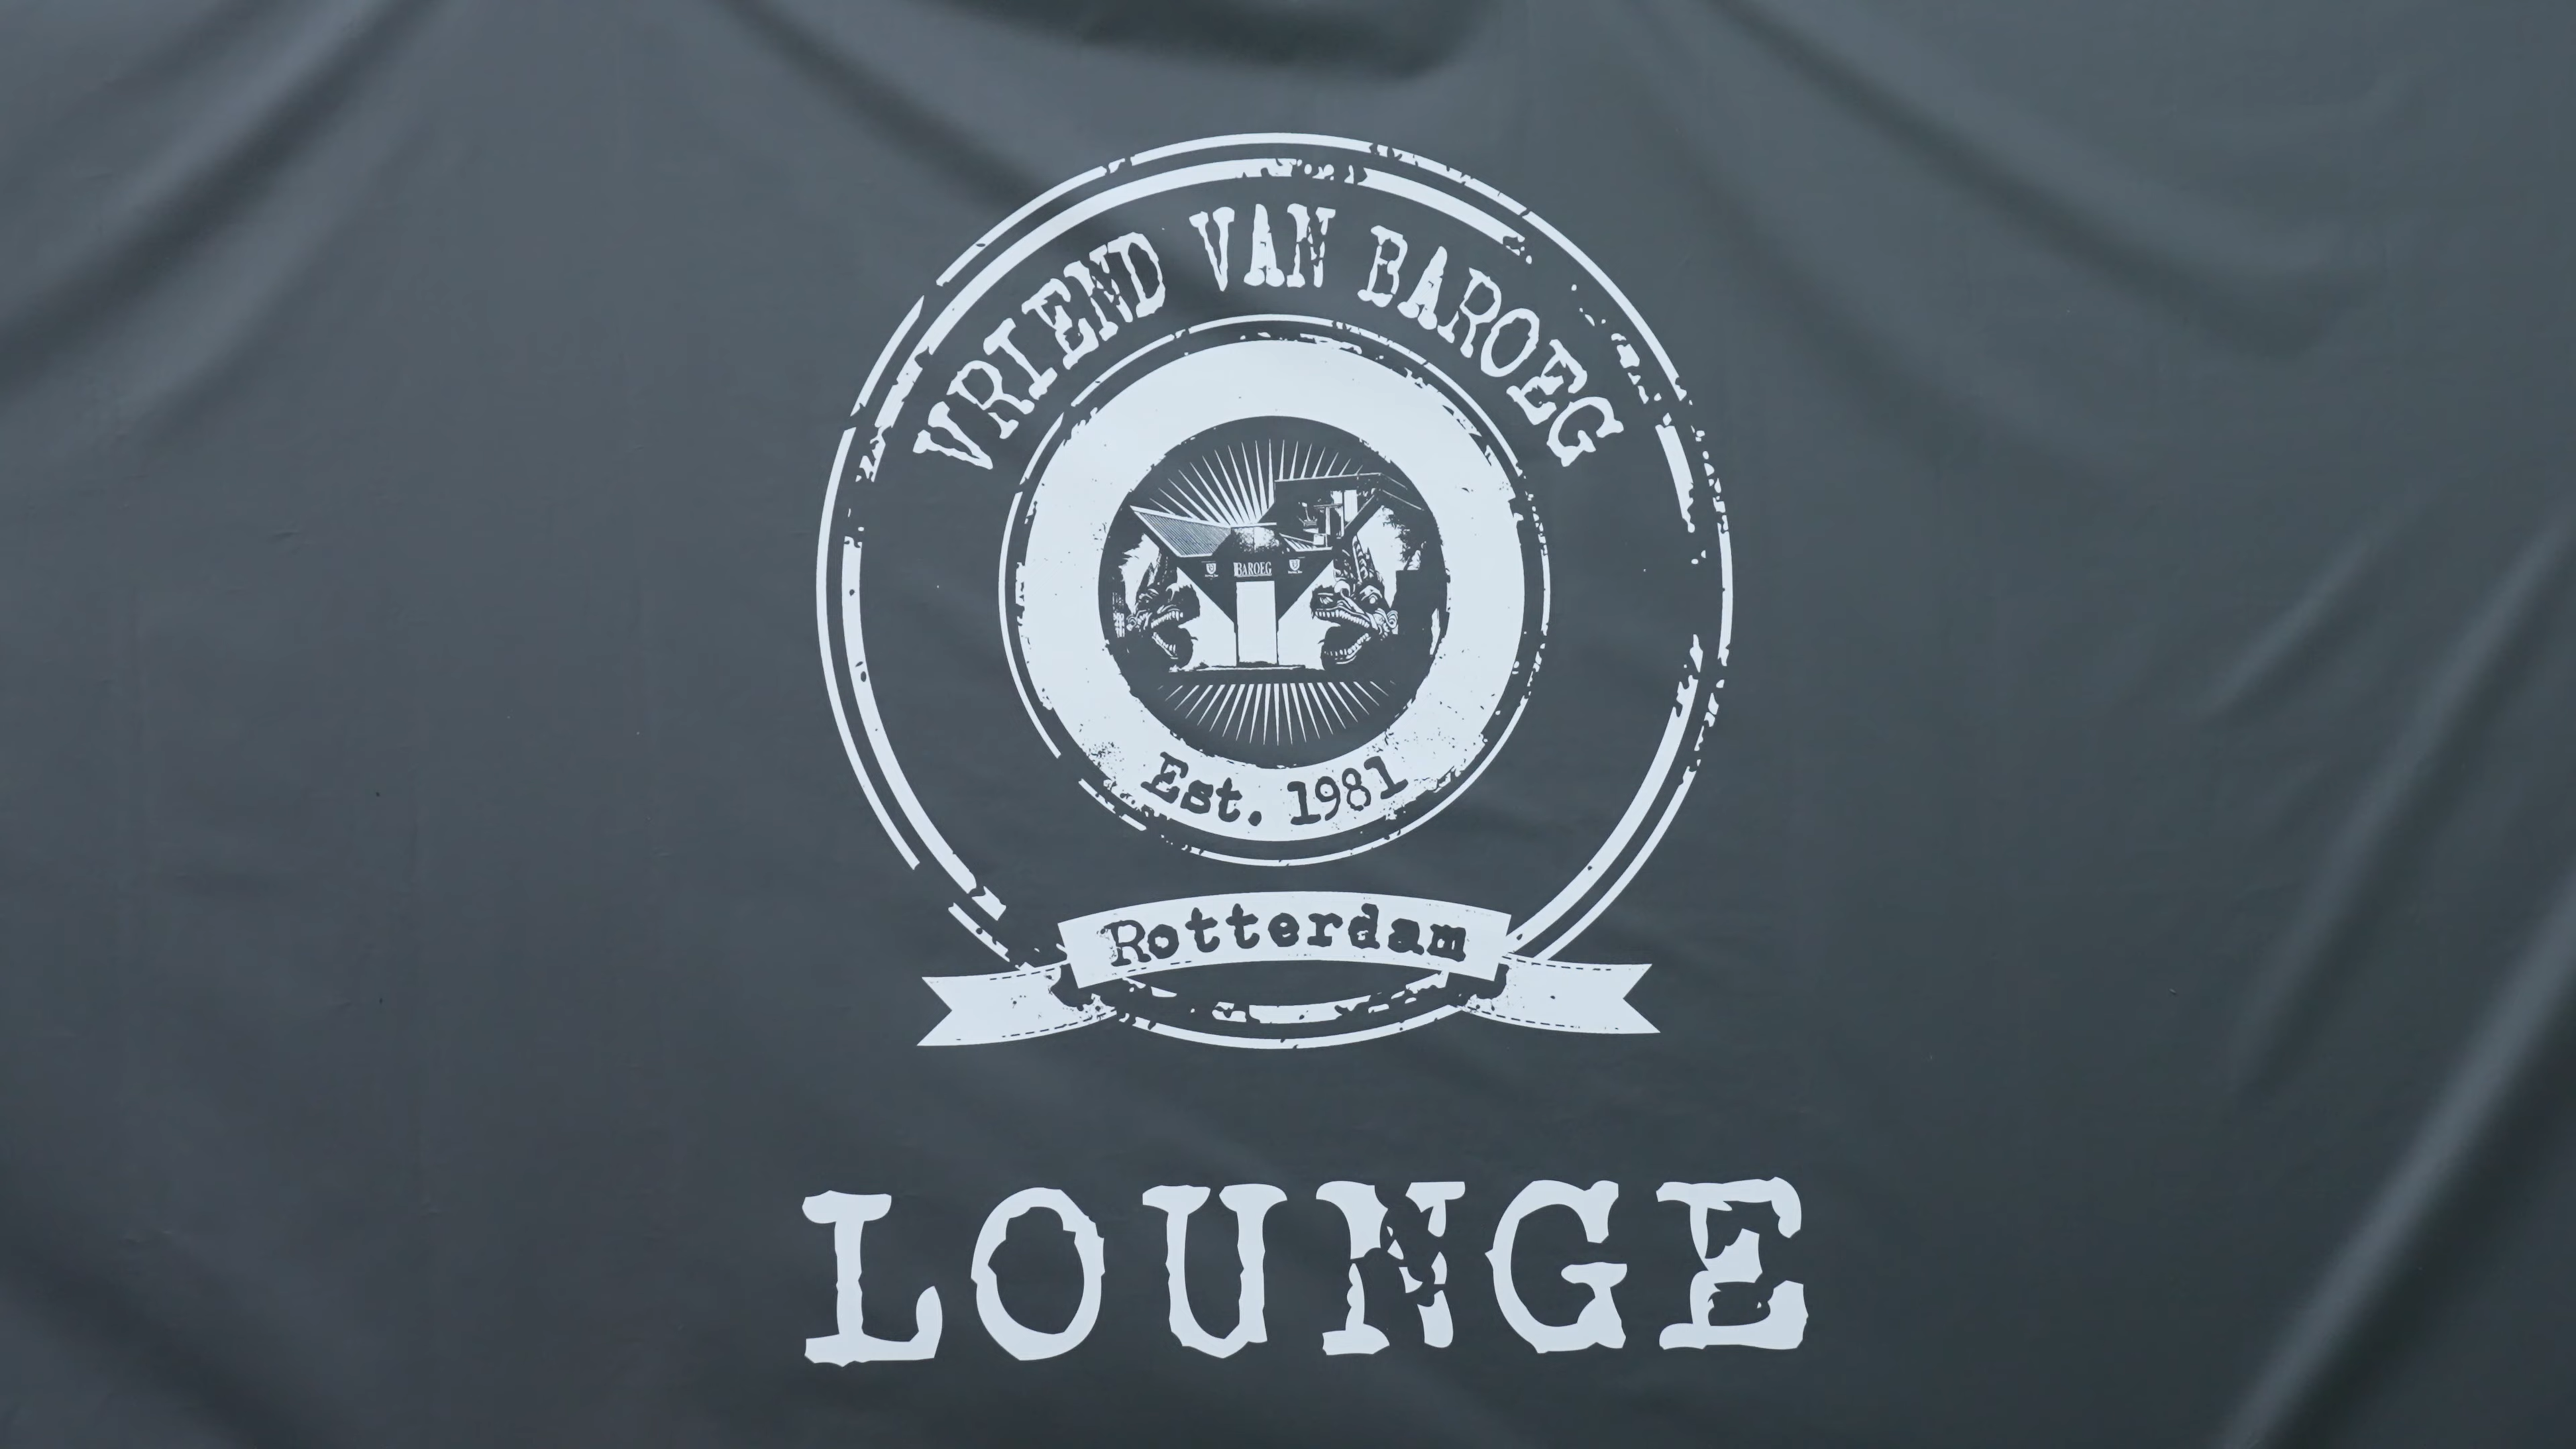 VRIEND VAN BAROEG
BAROEG
Est. 1981
Rotterdam
LOUNGE